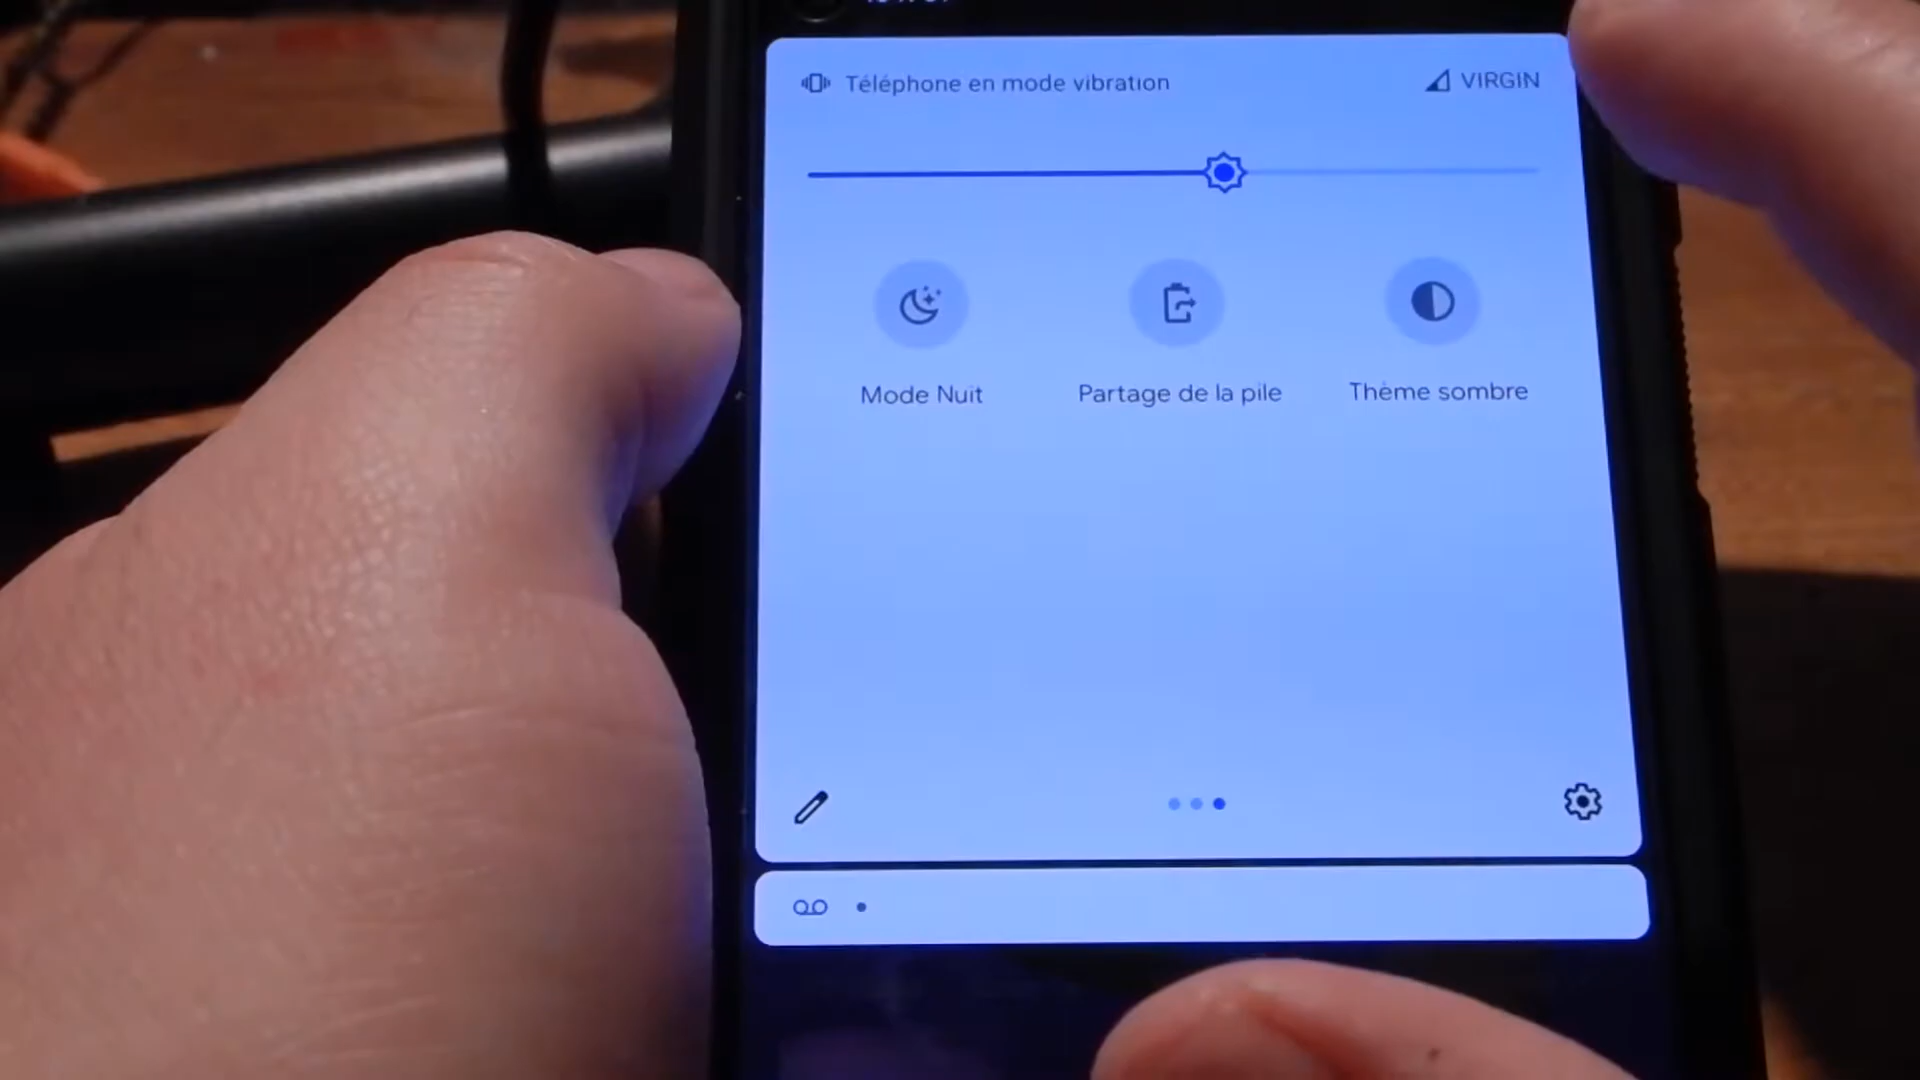 Téléphone en mode vibration
VIRGIN
Mode Nuit
Partage de la pile
Thème sombre